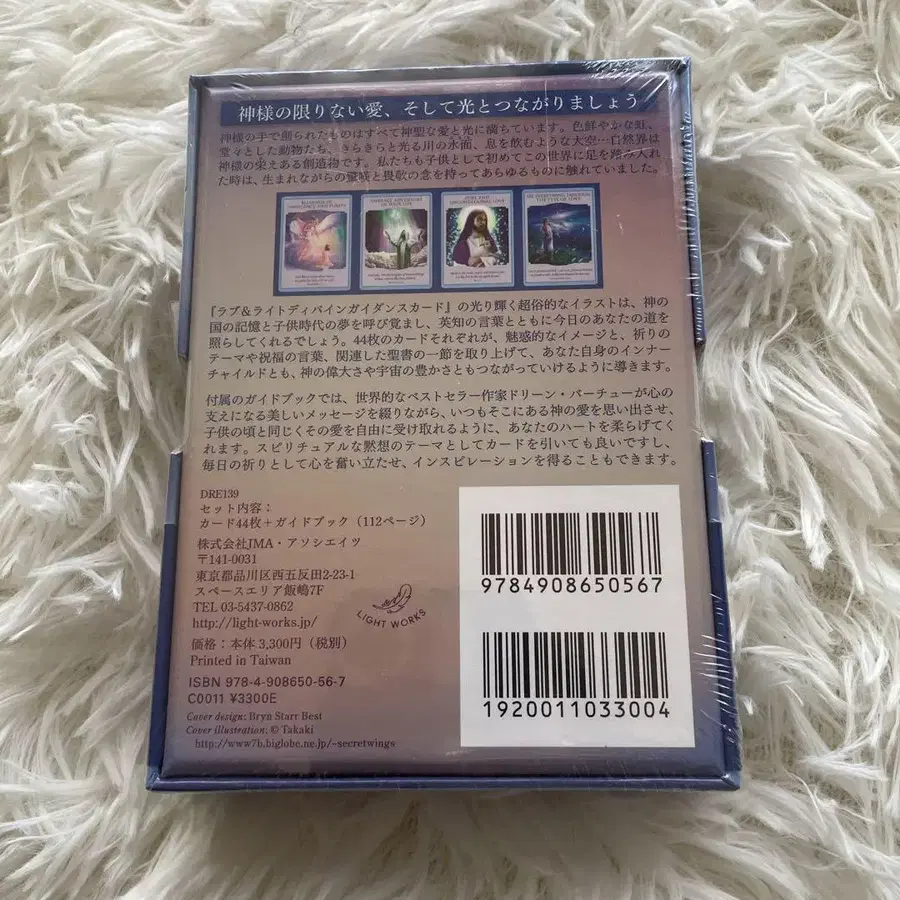 神様の限りない愛、そして光とつながりましょう
神様の手で創られたものはすべて神聖な愛と光に満ちています。色鮮やかな虹、
堂々とした動物たち、きらきらと光る川の水面、息を飲むような大空…自然界は
神様の栄えある創造物です。私たちも子供として初めてこの世界に足を踏み入れ
た時は、生まれながらの驚嘆と畏敬の念を持ってあらゆるものに触れていました。
BLESSINGS OF
INNOCENCE AND PURITY
EMBRACE ADVENTURE
IN YOUR LIFE
UNCONDITIONAL LOVE
SEE EVERYTHING THROUGH
THE EYES OF LOVE
『ラブ&ライトディバインガイダンスカード』の光り輝く超俗的なイラストは、神の
国の記憶と子供時代の夢を呼び覚まし、英知の言葉とともに今日のあなたの道を
照らしてくれるでしょう。44枚のカードそれぞれが、魅惑的なイメージと、祈りの
テーマや祝福の言葉、関連した聖書の一節を取り上げて、あなた自身のインナー
チャイルドとも、神の偉大さや宇宙の豊かさともつながっていけるように導きます。
付属のガイドブックでは、世界的なベストセラー作家ドリーン・バーチューが心の
支えになる美しいメッセージを綴りながら、いつもそこにある神の愛を思い出させ、
子供の頃と同じくその愛を自由に受け取れるように、あなたのハートを柔らげてく
れます。スピリチュアルな黙想のテーマとしてカードを引いても良いですし、
毎日の祈りとして心を奮い立たせ、インスピレーションを得ることもできます。
DRE139
セット内容:
カード44枚+ガイドブック(112ページ)
株式会社JMA・アソシエイツ
〒141-0031
東京都品川区西五反田2-23-1
スペースエリア飯嶋7F
TEL 03-5437-0862
http://light-works.jp/
LIGHT WORKS
価格:本体 3,300円(税別)
Printed in Taiwan
ISBN 978-4-908650-56-7
C0011 ¥3300E
Cover design: Bryn Starr Best
Cover illustration: © Takaki
http://www7b.biglobe.ne.jp/~secretwings
9784908650567
1920011033004